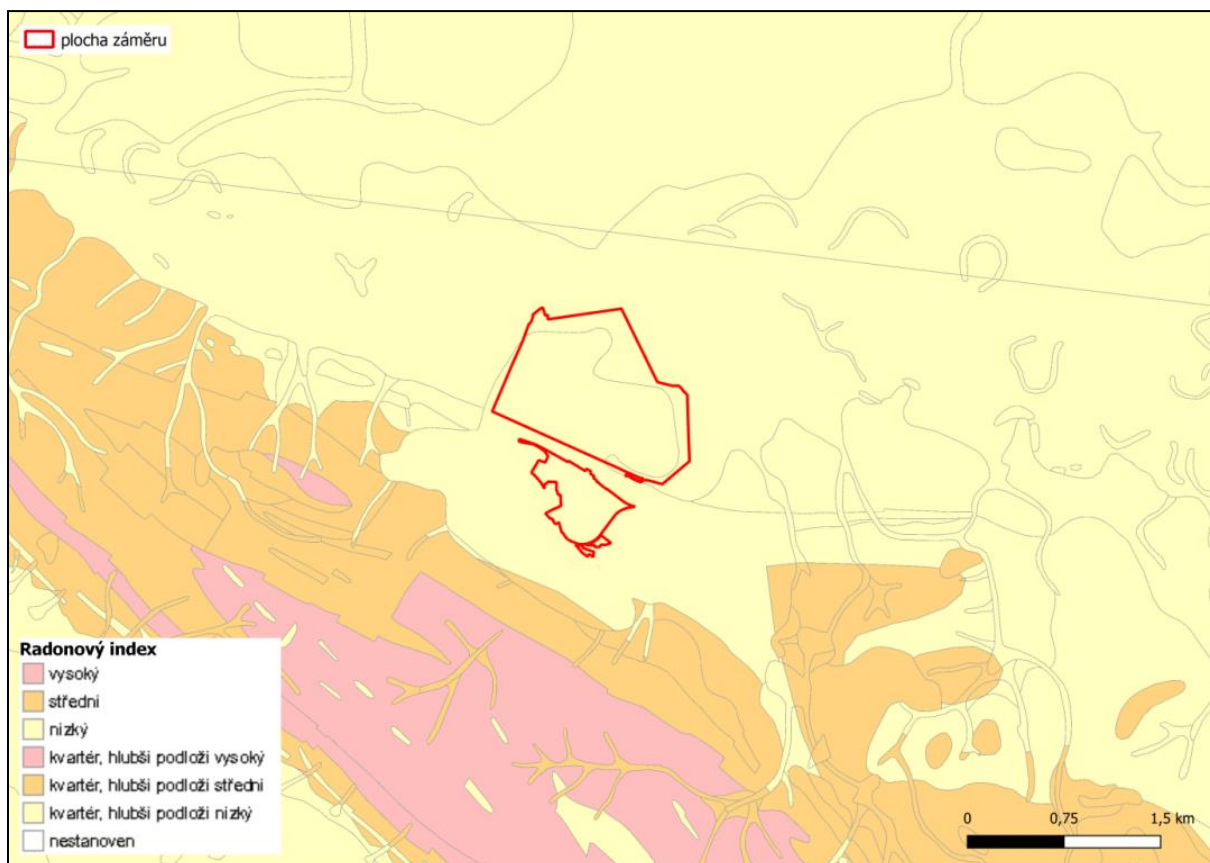 plocha záměru
Radonový index
vysoký
střední
nízký
kvartér, hlubší podloží vysoký
kvartér, hlubší podloží střední
kvartér, hlubší podloží nízký
nestanoven
0 0,75 1,5 km